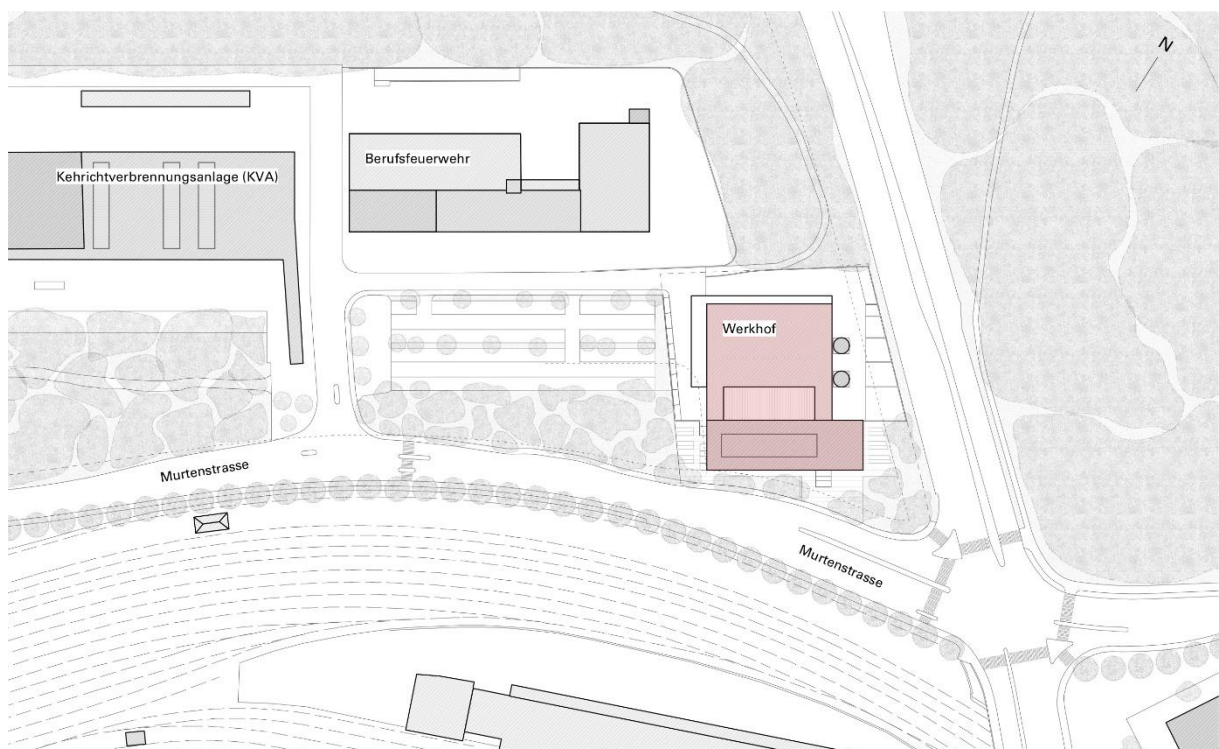 N
Berufsfeuerwehr
Kehrichtverbrennungsanlage (KVA)
Werkhof
Murtenstrasse
Murtenstrasse